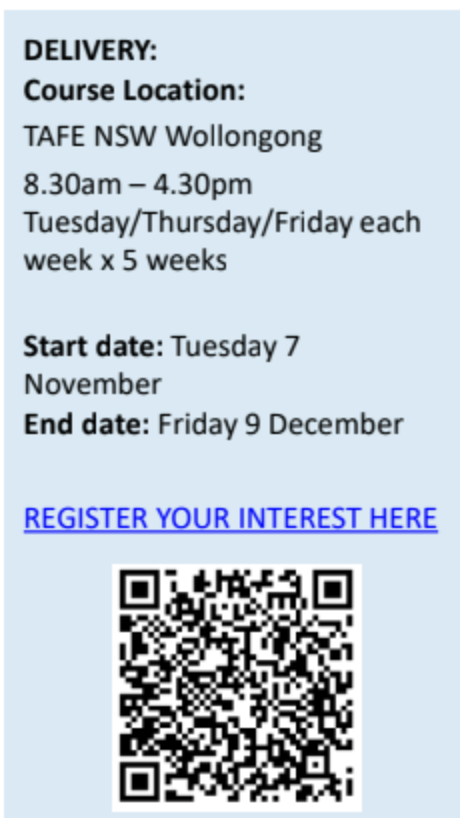 DELIVERY:
Course Location:
TAFE NSW Wollongong
8.30am – 4.30pm
Tuesday/Thursday/Friday each
week x 5 weeks
Start date: Tuesday 7
November
End date: Friday 9 December
REGISTER YOUR INTEREST HERE